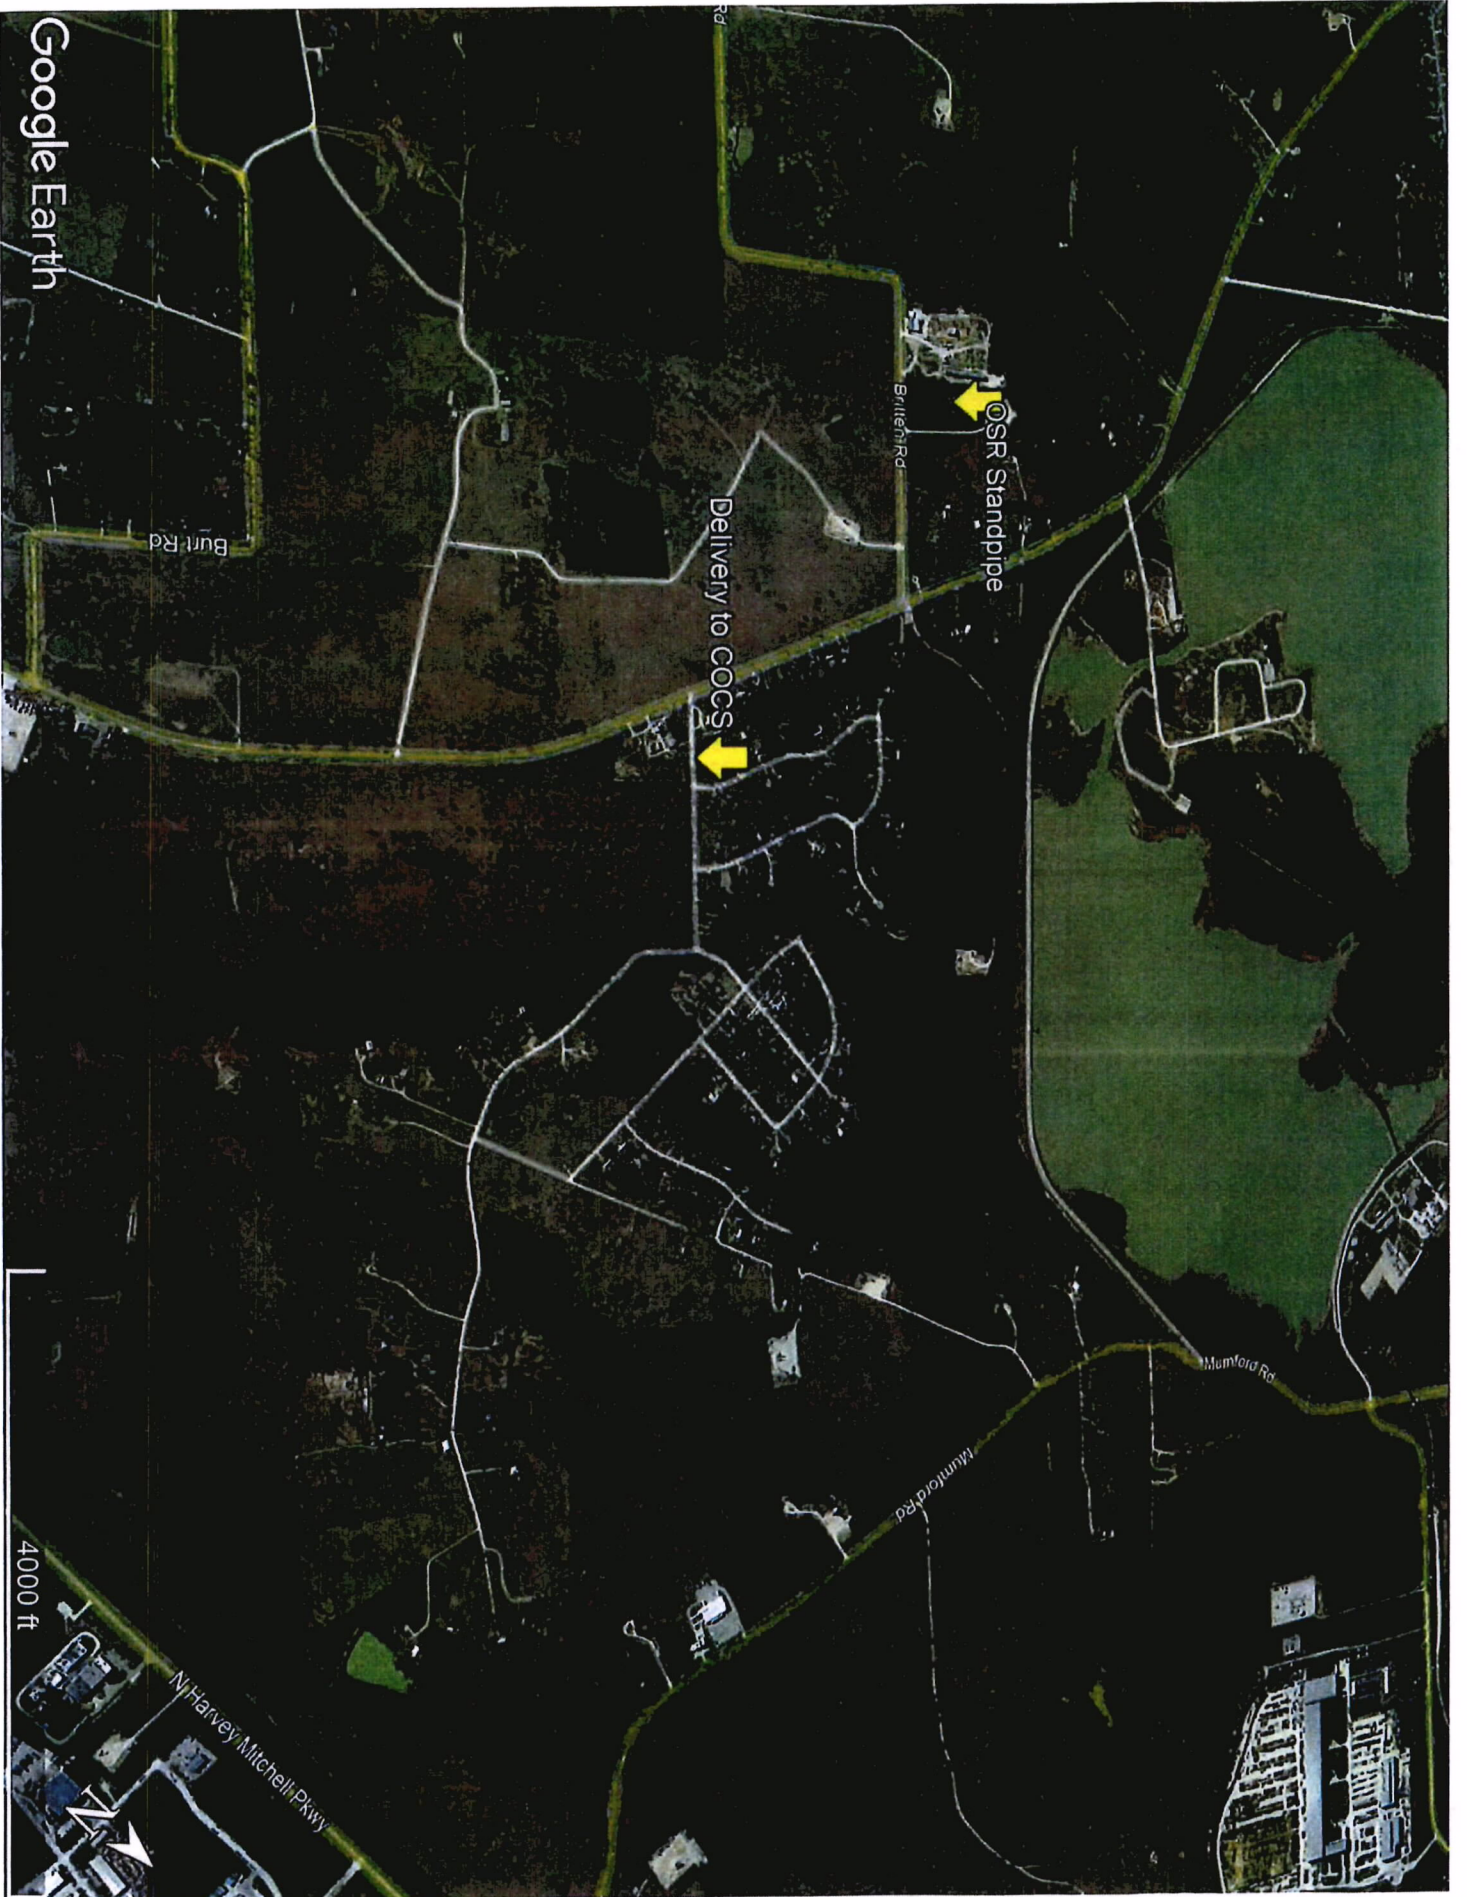 Rd
OSR Standpipe
Britten Rd
Delivery to COCS
Burt Rd
Mumford Rd
Mumford Rd
N Harvey Mitchell Pkwy
Google Earth
4000 ft
N